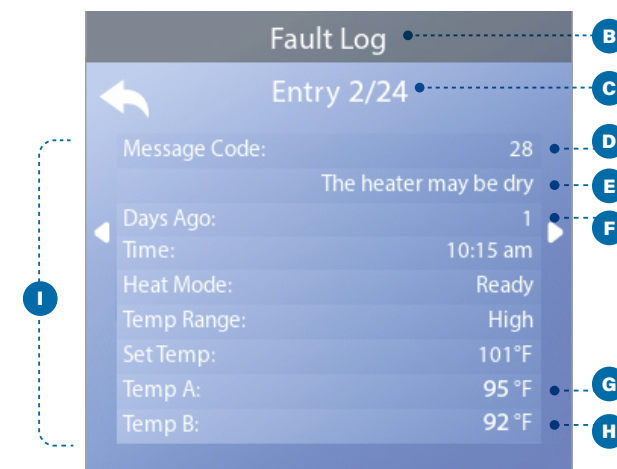 Fault Log B
Entry 2/24 C
Message Code: 28 D
The heater may be dry E
Days Ago: 1 F
Time: 10:15 am
Heat Mode: Ready
I
Temp Range: High
Set Temp: 101°F
Temp A: 95 °F G
Temp B: 92 °F H